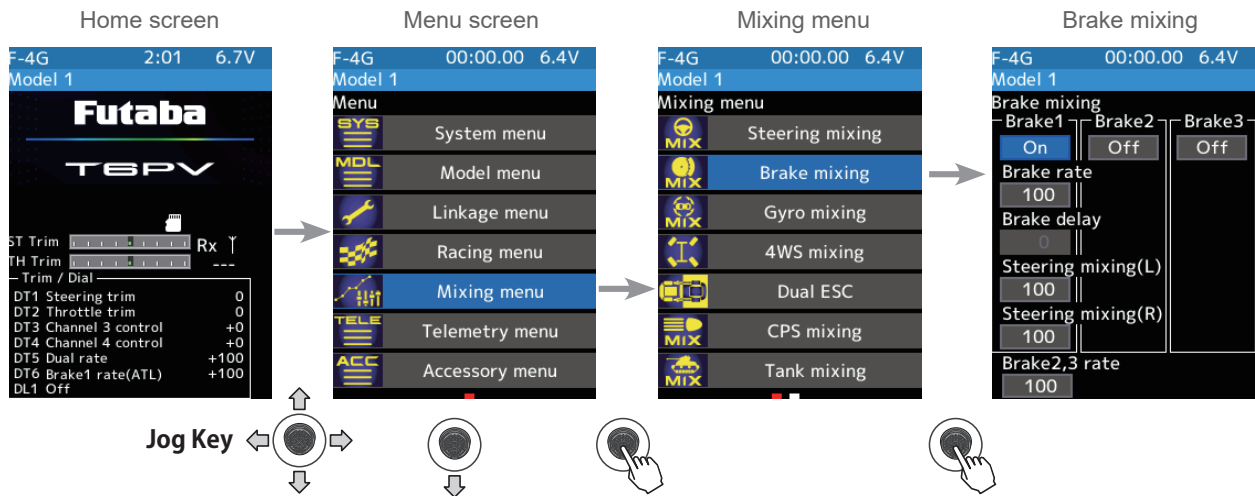 Home screen
Menu screen
Mixing menu
Brake mixing
F-4G 2:01 6.7V
Model 1
Futaba
T6PV
ST Trim
Rx
TH Trim
---
Trim / Dial
DT1 Steering trim 0
DT2 Throttle trim 0
DT3 Channel 3 control +0
DT4 Channel 4 control +0
DT5 Dual rate +100
DT6 Brake1 rate(ATL) +100
DL1 Off
F-4G 00:00.00 6.4V
Model 1
Menu
SYS System menu
MDL Model menu
Linkage menu
Racing menu
Mixing menu
TELE Telemetry menu
ACC Accessory menu
F-4G 00:00.00 6.4V
Model 1
Mixing menu
MIX Steering mixing
MIX Brake mixing
MIX Gyro mixing
4WS mixing
Dual ESC
MIX CPS mixing
MIX Tank mixing
F-4G 00:00.00 6.4V
Model 1
Brake mixing
Brake1 Brake2 Brake3
On Off Off
Brake rate
100
Brake delay
0
Steering mixing(L)
100
Steering mixing(R)
100
Brake2,3 rate
100
Jog Key